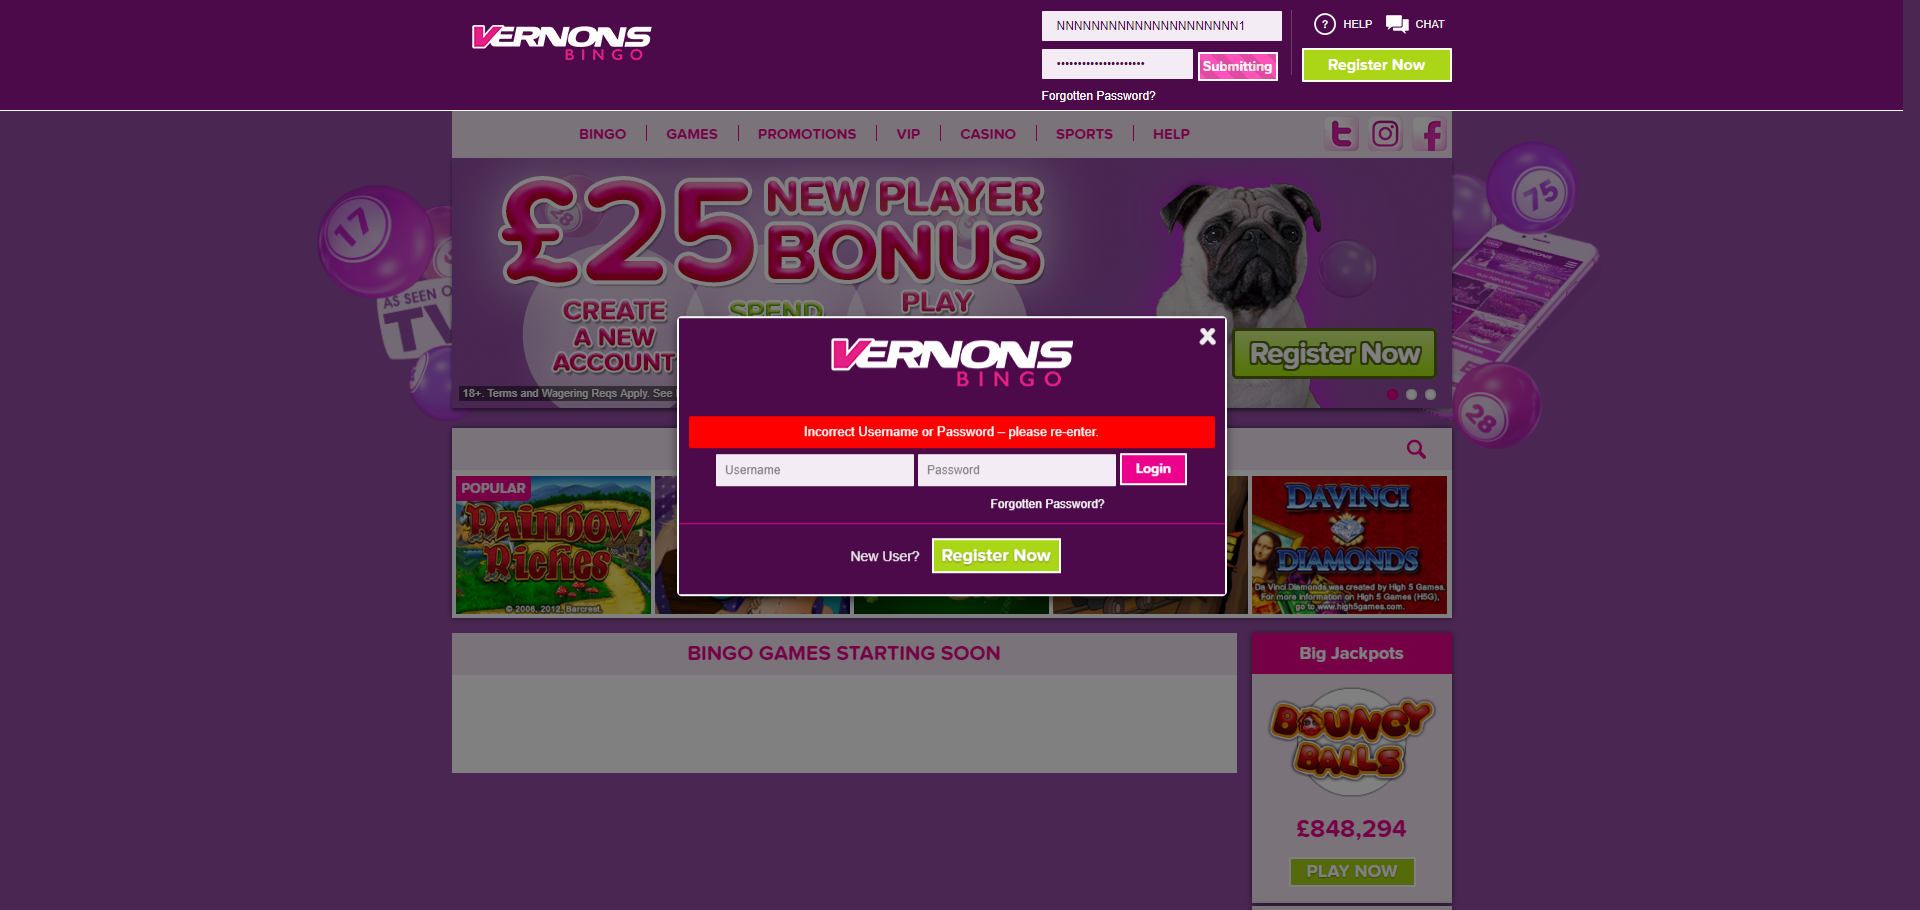 VERNONS
BINGO
NNNNNNNNNNNNNNNNNNNNN1
Submitting
Forgotten Password?
HELP
CHAT
Register Now
BINGO
GAMES
PROMOTIONS
VIP
CASINO
SPORTS
HELP
£25 NEW PLAYER
BONUS
CREATE
A NEW
ACCOUNT
SPEND
PLAY
Register Now
18+. Terms and Wagering Reqs Apply. See
17
28
AS SEEN
TV
75
28
VERNONS
BINGO
Incorrect Username or Password – please re-enter.
Username
Password
Login
Forgotten Password?
New User?
Register Now
POPULAR
Rainbow
Riches
© 2006, 2012, Barcrest.
DAVINCI
DIAMONDS
Da Vinci Diamonds was created by High 5 Games.
For more information on High 5 Games (H5G),
go to www.high5games.com.
BINGO GAMES STARTING SOON
Big Jackpots
BOUNCY
BALLS
£848,294
PLAY NOW